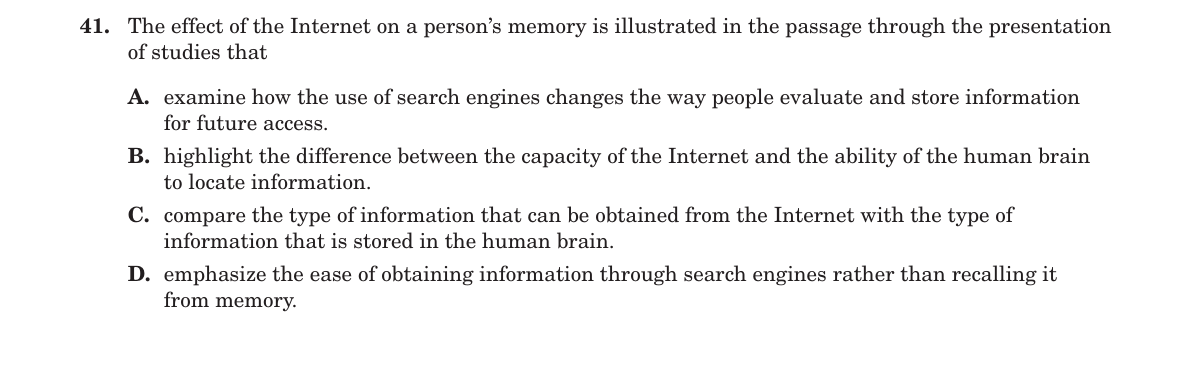 41. The effect of the Internet on a person’s memory is illustrated in the passage through the presentation
of studies that
A. examine how the use of search engines changes the way people evaluate and store information
for future access.
B. highlight the difference between the capacity of the Internet and the ability of the human brain
to locate information.
C. compare the type of information that can be obtained from the Internet with the type of
information that is stored in the human brain.
D. emphasize the ease of obtaining information through search engines rather than recalling it
from memory.